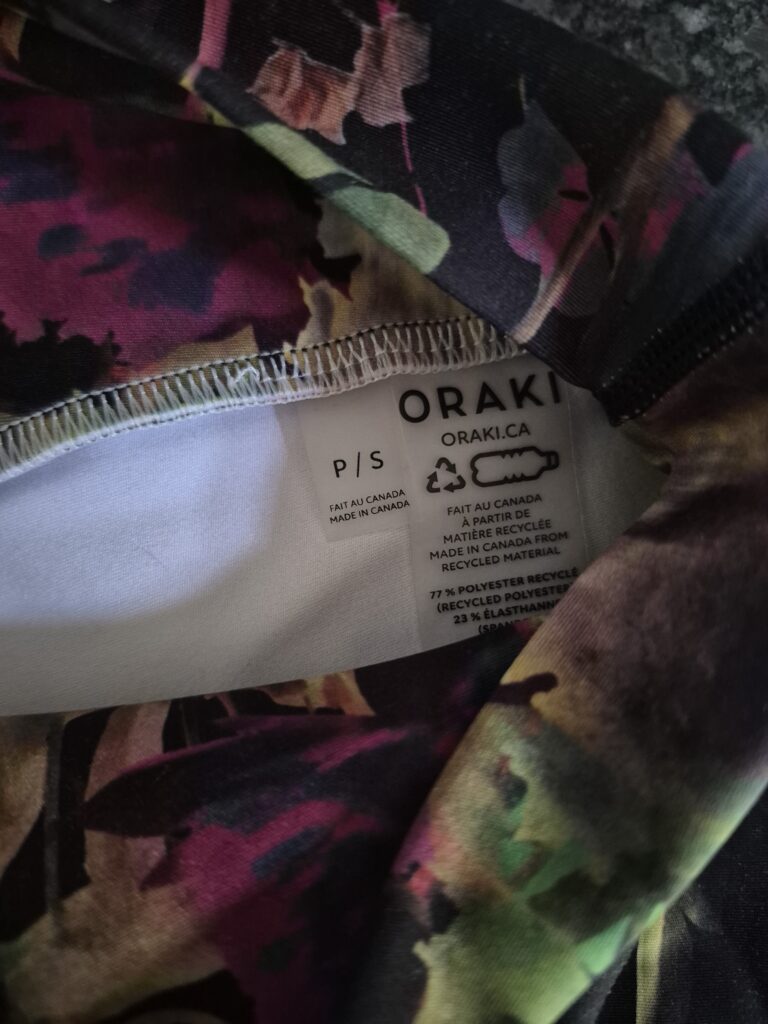 P / S
FAIT AU CANADA
MADE IN CANADA
ORAKI
ORAKI.CA
FAIT AU CANADA
À PARTIR DE
MATIÈRE RECYCLÉE
MADE IN CANADA FROM
RECYCLED MATERIAL
77 % POLYESTER RECYCLÉ
(RECYCLED POLYESTER)
23 % ÉLASTHANN